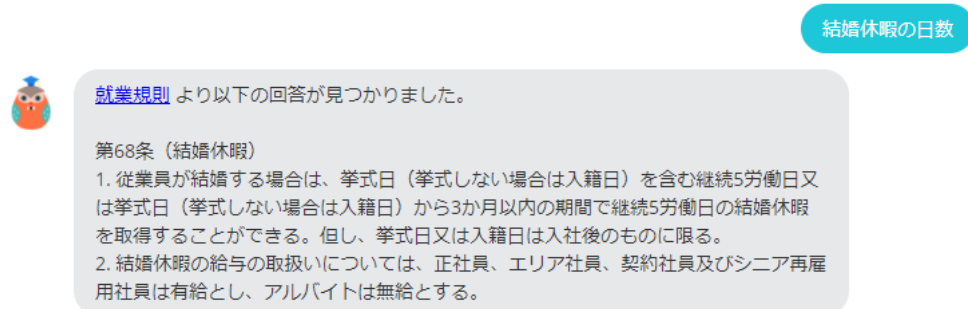 結婚休暇の日数
就業規則 より以下の回答が見つかりました。
第68条（結婚休暇）
1. 従業員が結婚する場合は、挙式日（挙式しない場合は入籍日）を含む継続5労働日又
は挙式日（挙式しない場合は入籍日）から3か月以内の期間で継続5労働日の結婚休暇
を取得することができる。但し、挙式日又は入籍日は入社後のものに限る。
2. 結婚休暇の給与の取扱いについては、正社員、エリア社員、契約社員及びシニア再雇
用社員は有給とし、アルバイトは無給とする。